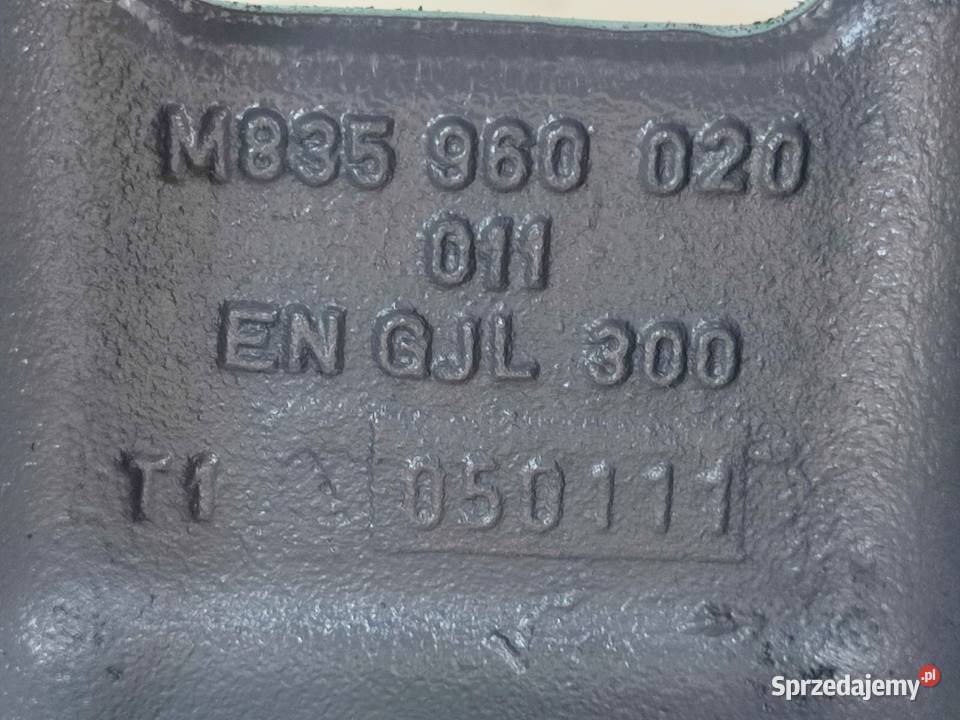 M835 960 020
011
EN GJL 300
T1 050111
Sprzedajemy.pl